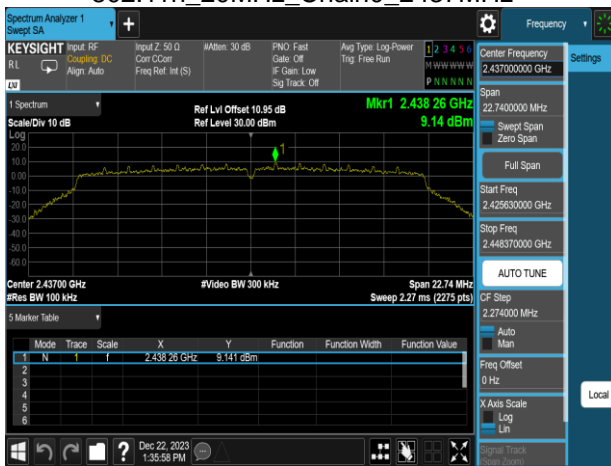 Spectrum Analyzer 1
Swept SA
+
Frequency
KEYSIGHT
RL
LXI
Input: RF
Coupling: DC
Align: Auto
Input Z: 50 Ω
Corr CCorr
Freq Ref: Int (S)
#Atten: 30 dB
PNO: Fast
Gate: Off
IF Gain: Low
Sig Track: Off
Avg Type: Log-Power
Trig: Free Run
1 2 3 4 5 6
M W W W W W
P N N N N N
1 Spectrum
Scale/Div 10 dB
Ref Lvl Offset 10.95 dB
Ref Level 30.00 dBm
Mkr1 2.438 26 GHz
9.14 dBm
Log
20.0
10.0
0.00
-10.0
-20.0
-30.0
-40.0
-50.0
-60.0
1
Center 2.43700 GHz
#Res BW 100 kHz
#Video BW 300 kHz
Span 22.74 MHz
Sweep 2.27 ms (2275 pts)
5 Marker Table
Mode Trace Scale X Y Function Function Width Function Value
1 N 1 f 2.438 26 GHz 9.141 dBm
2
3
4
5
6
Dec 22, 2023
1:35:58 PM
Center Frequency
2.437000000 GHz
Settings
Span
22.7400000 MHz
Swept Span
Zero Span
Full Span
Start Freq
2.425630000 GHz
Stop Freq
2.448370000 GHz
AUTO TUNE
CF Step
2.274000 MHz
Auto
Man
Freq Offset
0 Hz
Local
X Axis Scale
Log
Lin
Signal Track
(Span Zoom)